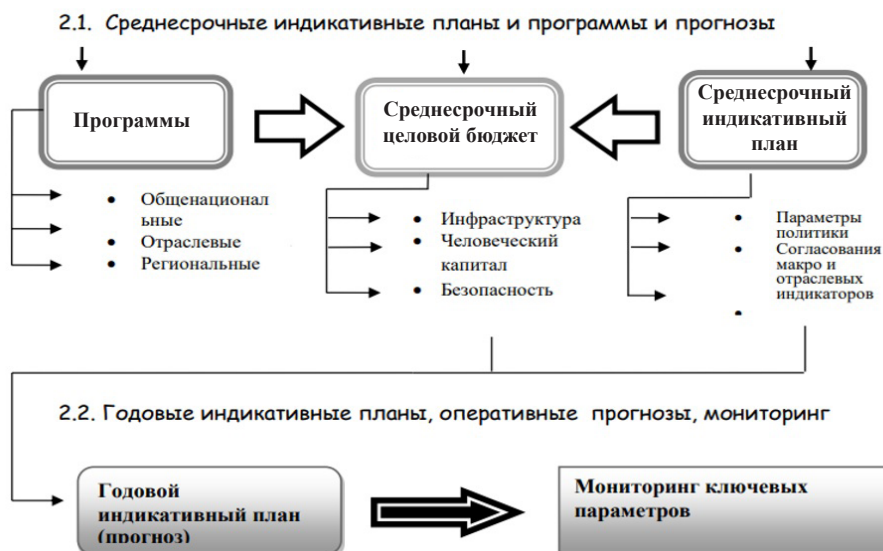 2.1. Среднесрочные индикативные планы и программы и прогнозы
Программы
Среднесрочный
целовой бюджет
Среднесрочный
индикативный
план
• Общенационал
ьные
• Отраслевые
• Региональные
• Инфраструктура
• Человеческий
капитал
• Безопасность
• Параметры
политики
• Согласования
макро и
отраслевых
индикаторов
•
2.2. Годовые индикативные планы, оперативные прогнозы, мониторинг
Годовой
индикативный план
(прогноз)
Мониторинг ключевых
параметров